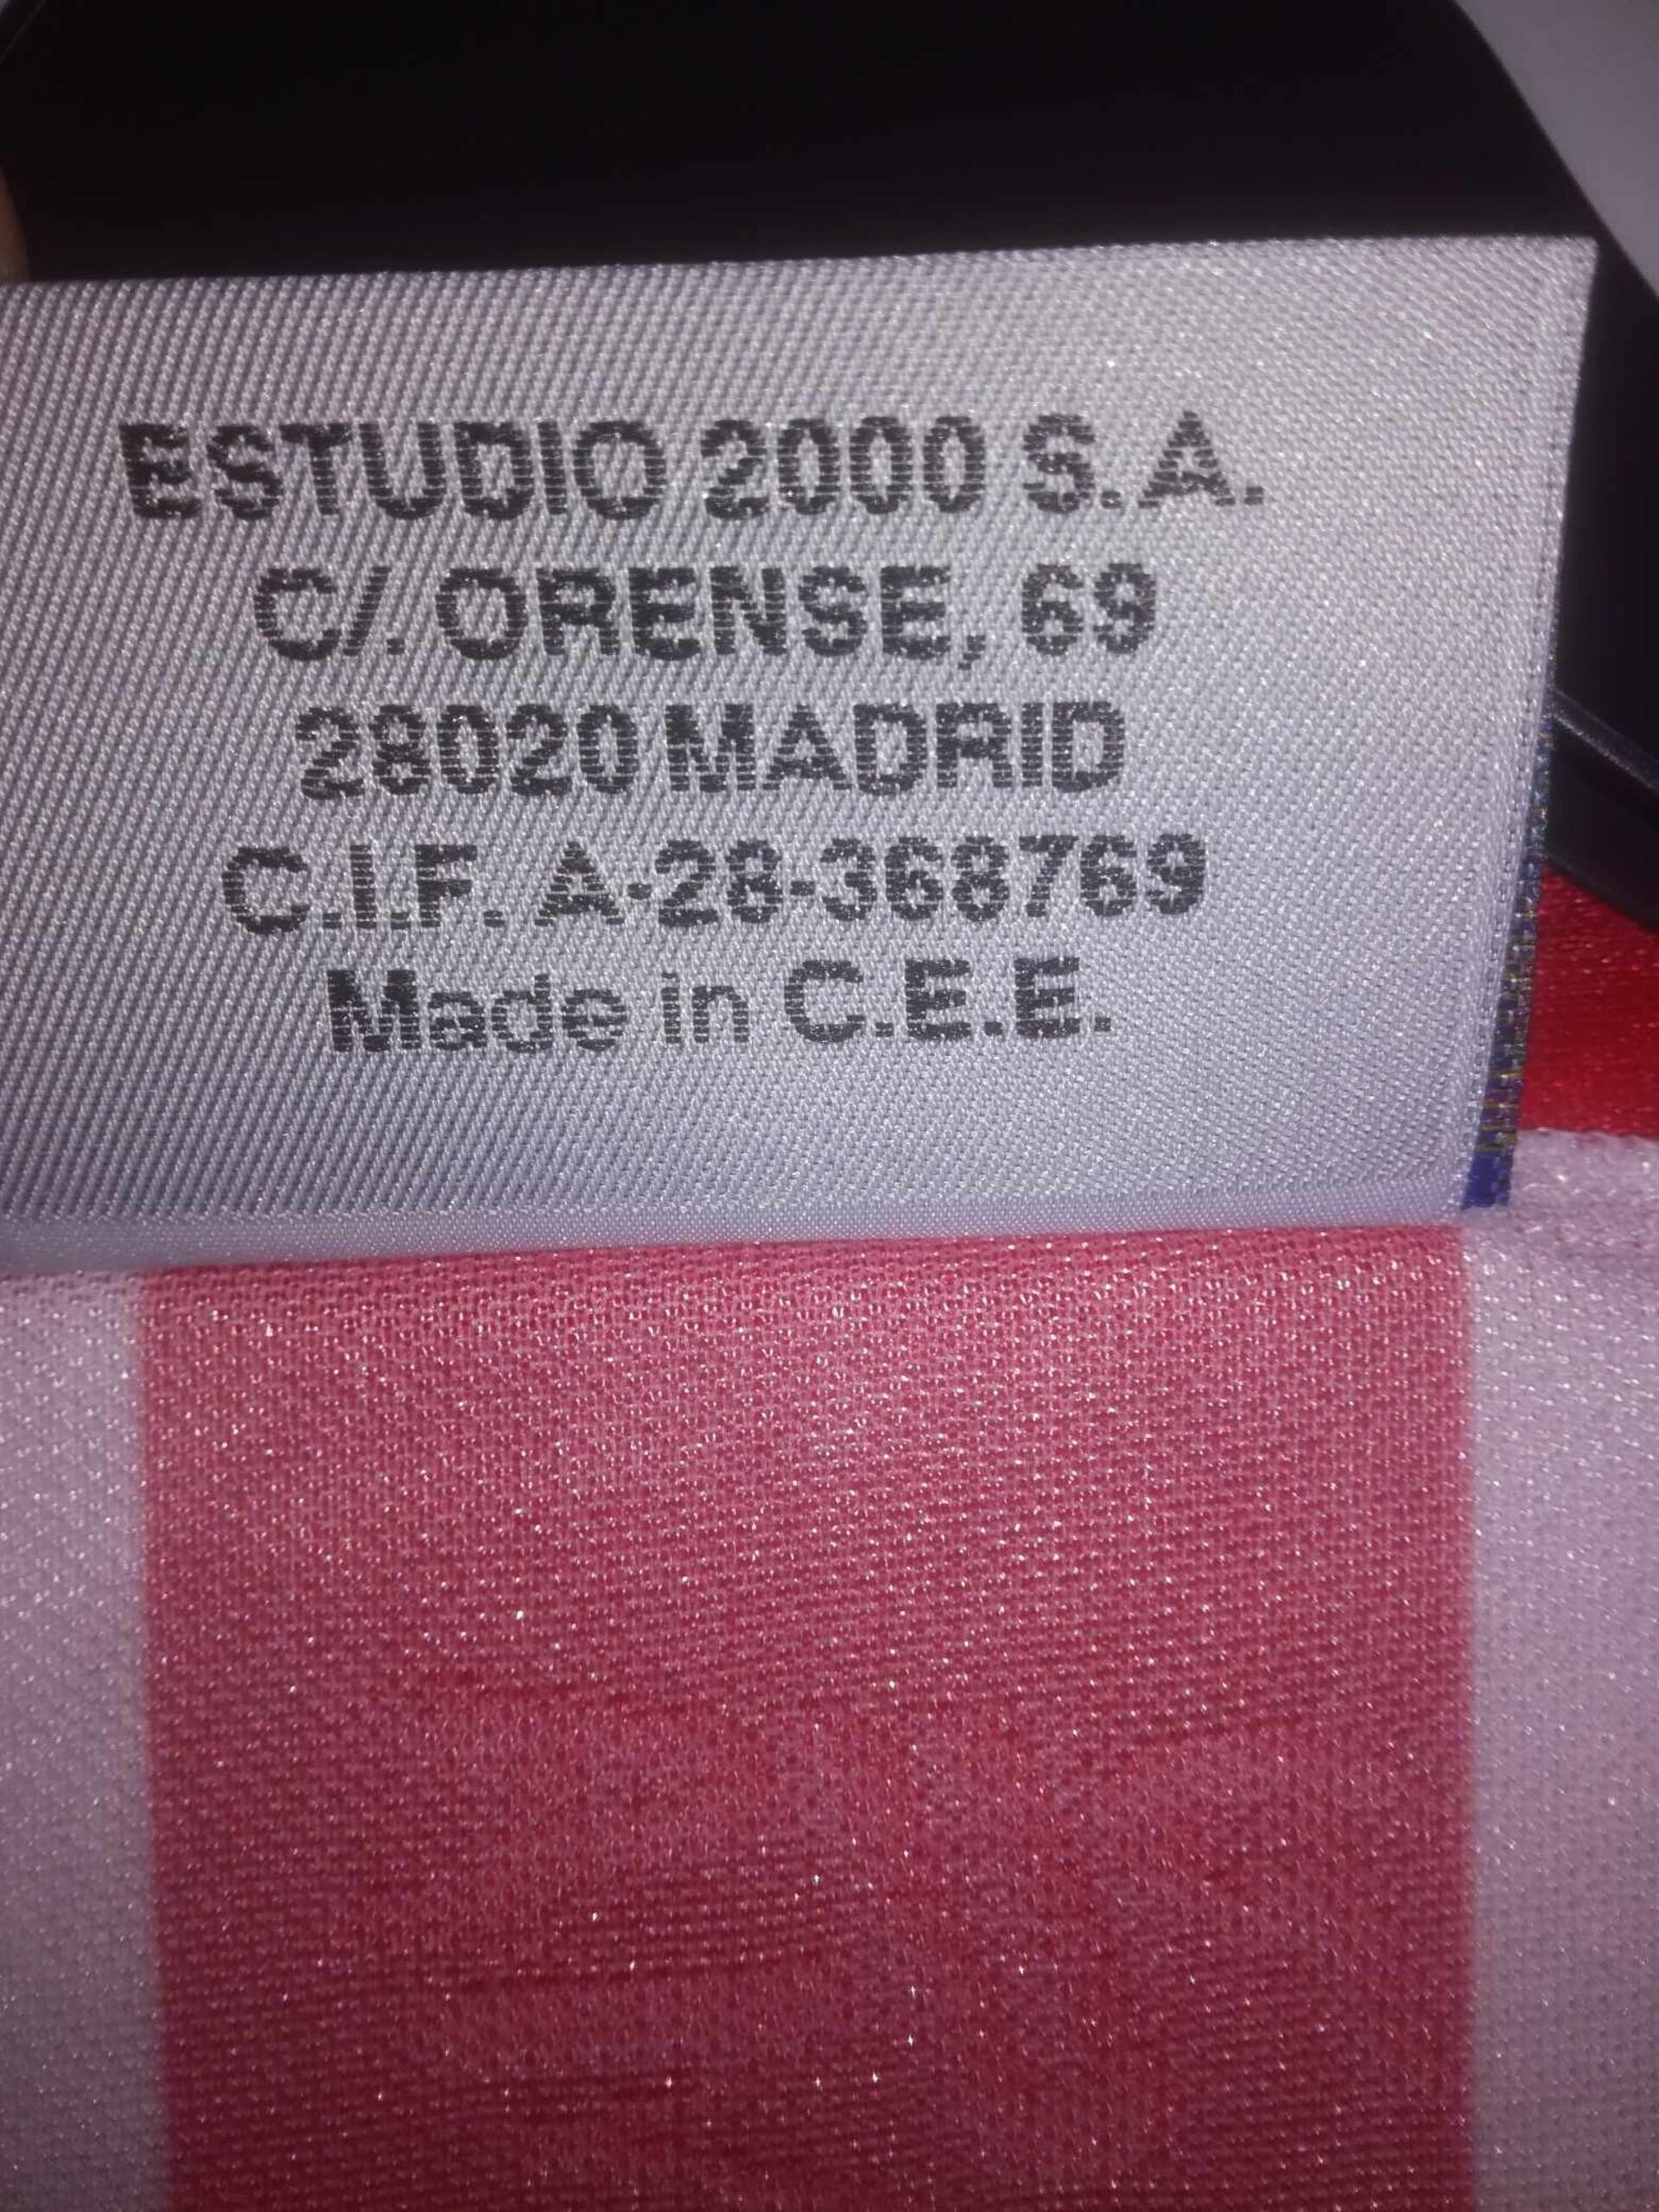 ESTUDIO 2000 S.A.
C/. ORENSE, 69
28020 MADRID
C.I.F. A-28-368769
Made in C.E.E.